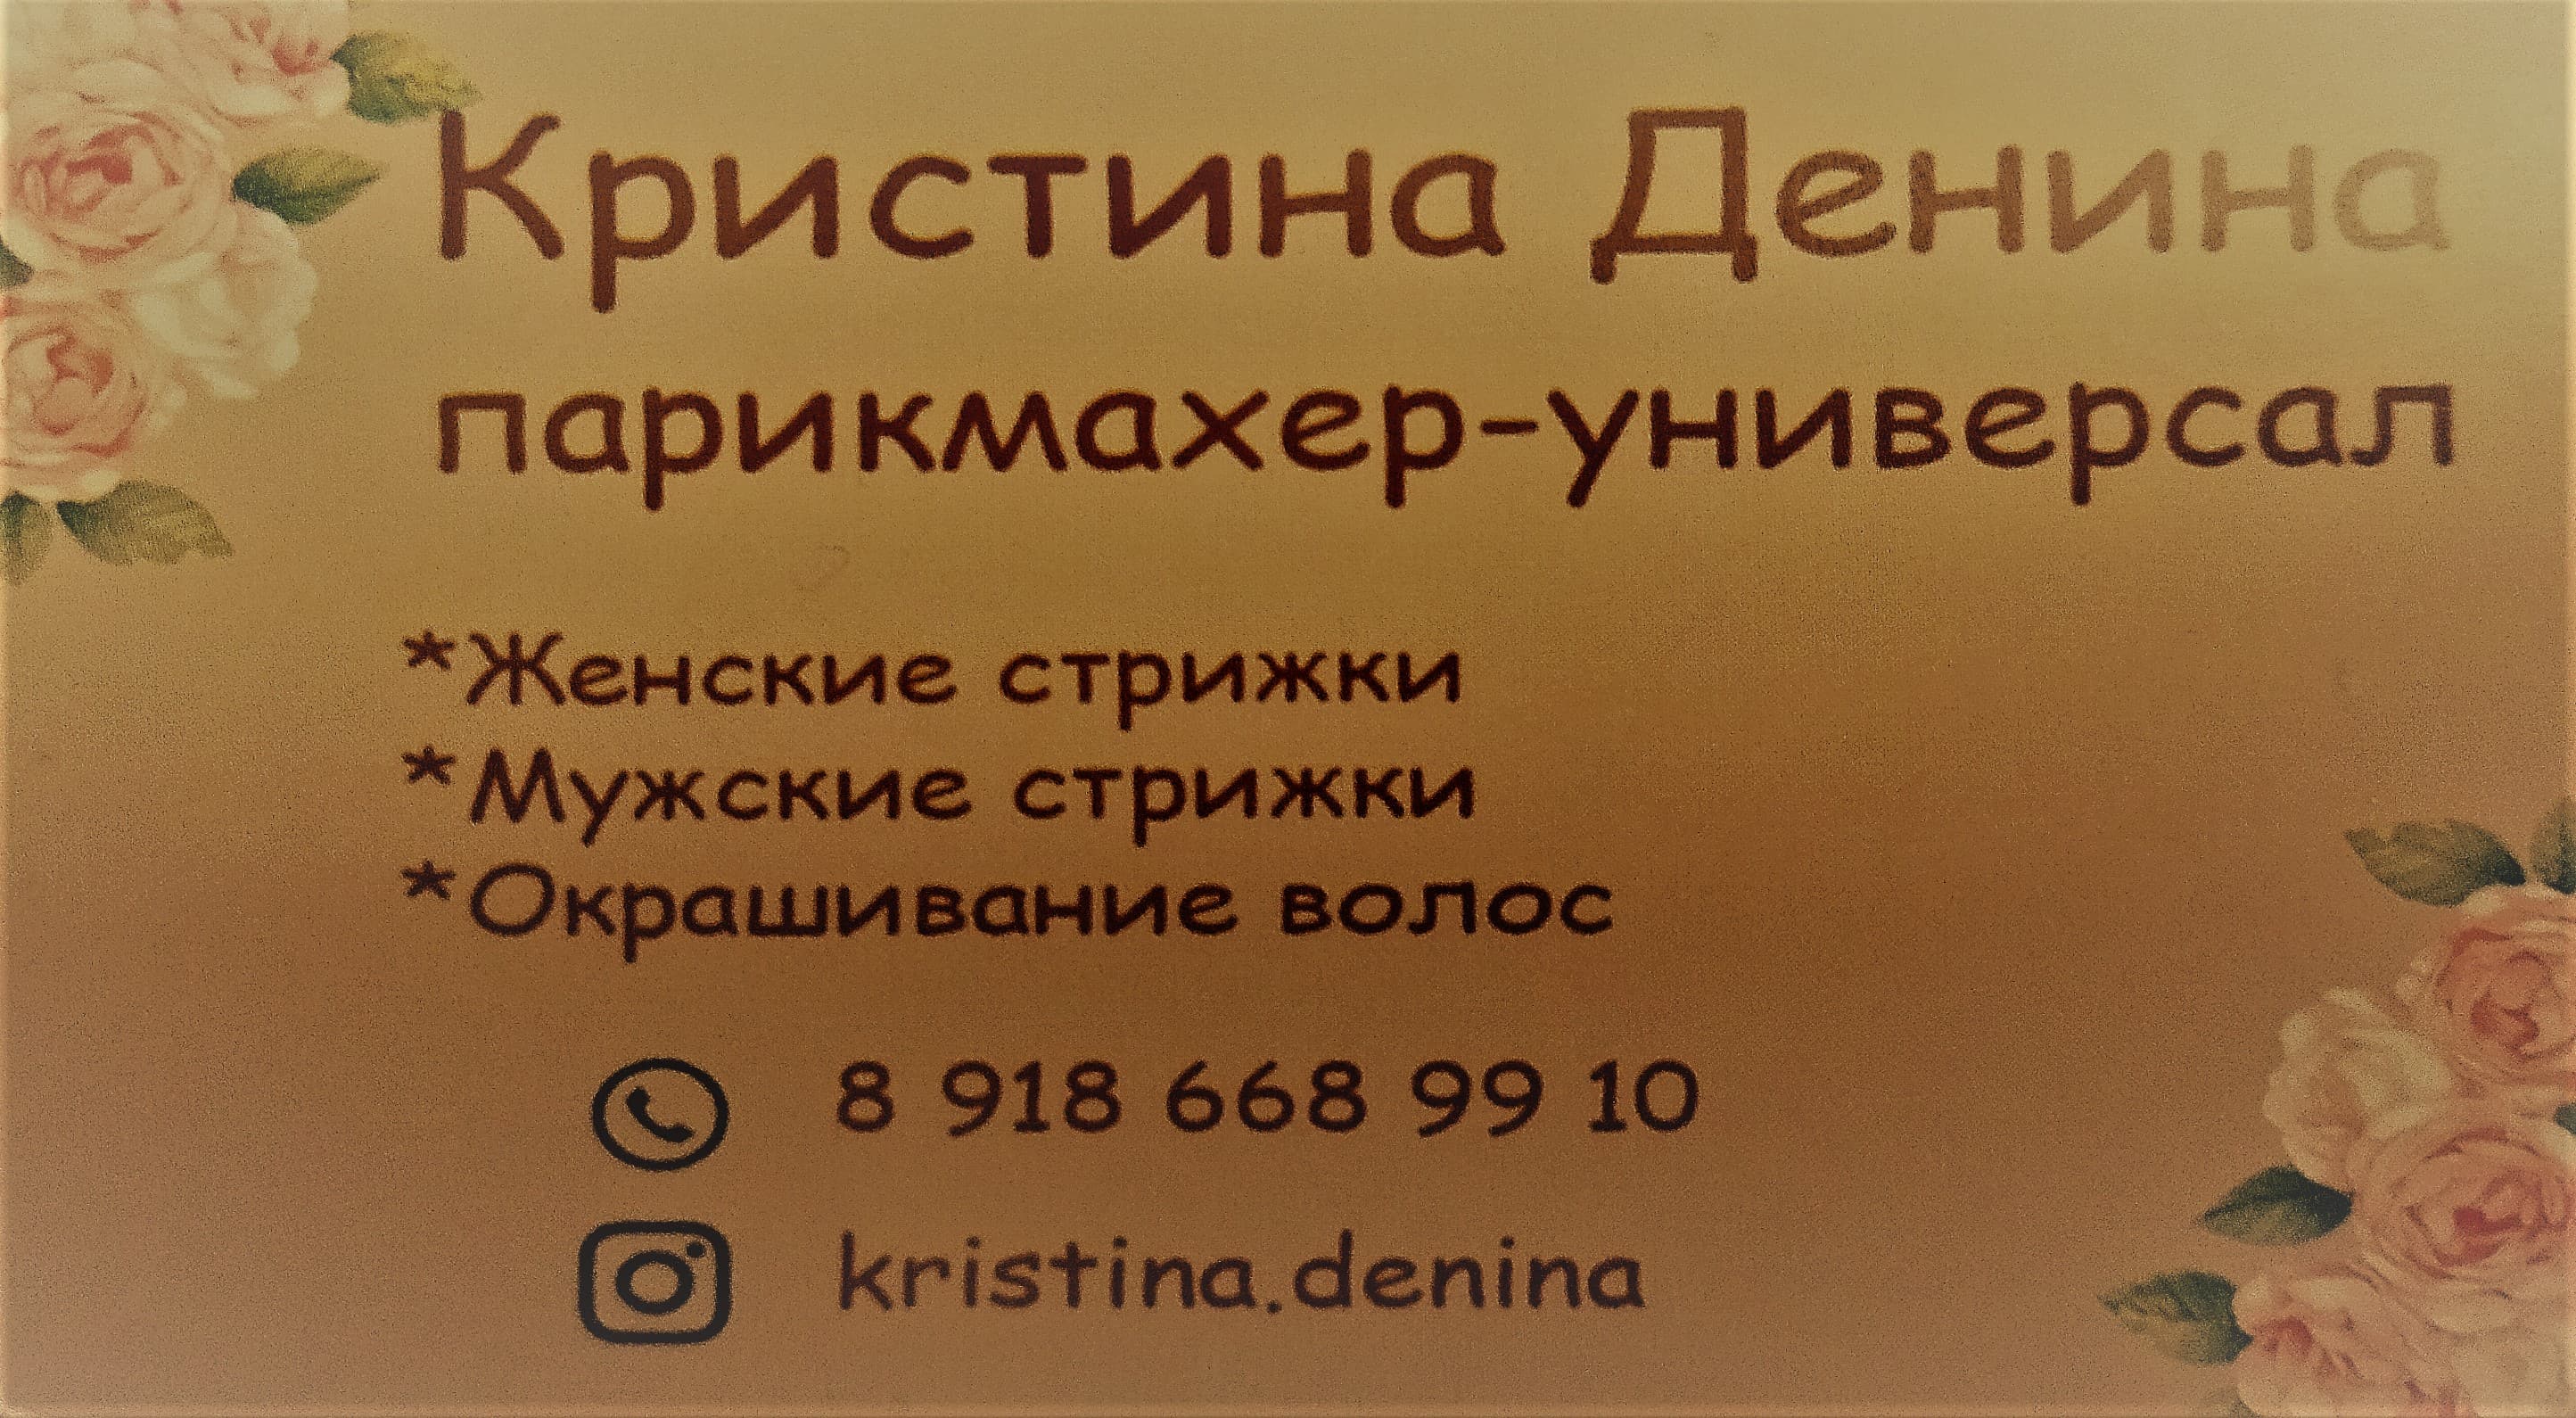 Кристина Денина
парикмахер-универсал
*Женские стрижки
*Мужские стрижки
*Окрашивание волос
8 918 668 99 10
kristina.denina